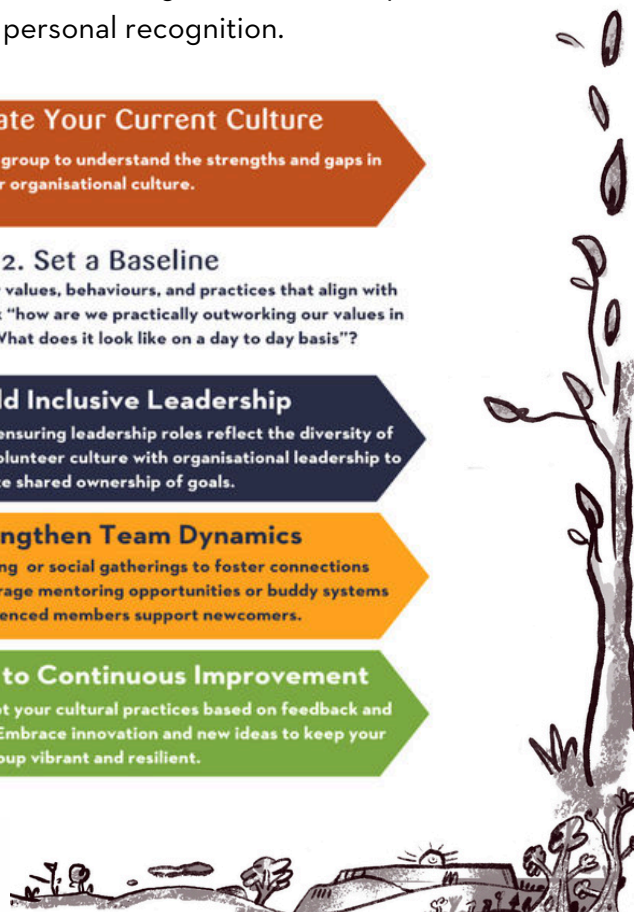 personal recognition.
ate Your Current Culture
group to understand the strengths and gaps in
r organisational culture.
2. Set a Baseline
values, behaviours, and practices that align with
“how are we practically outworking our values in
What does it look like on a day to day basis”?
ld Inclusive Leadership
ensuring leadership roles reflect the diversity of
olunteer culture with organisational leadership to
e shared ownership of goals.
ngthen Team Dynamics
ng or social gatherings to foster connections
rage mentoring opportunities or buddy systems
enced members support newcomers.
to Continuous Improvement
pt your cultural practices based on feedback and
Embrace innovation and new ideas to keep your
oup vibrant and resilient.